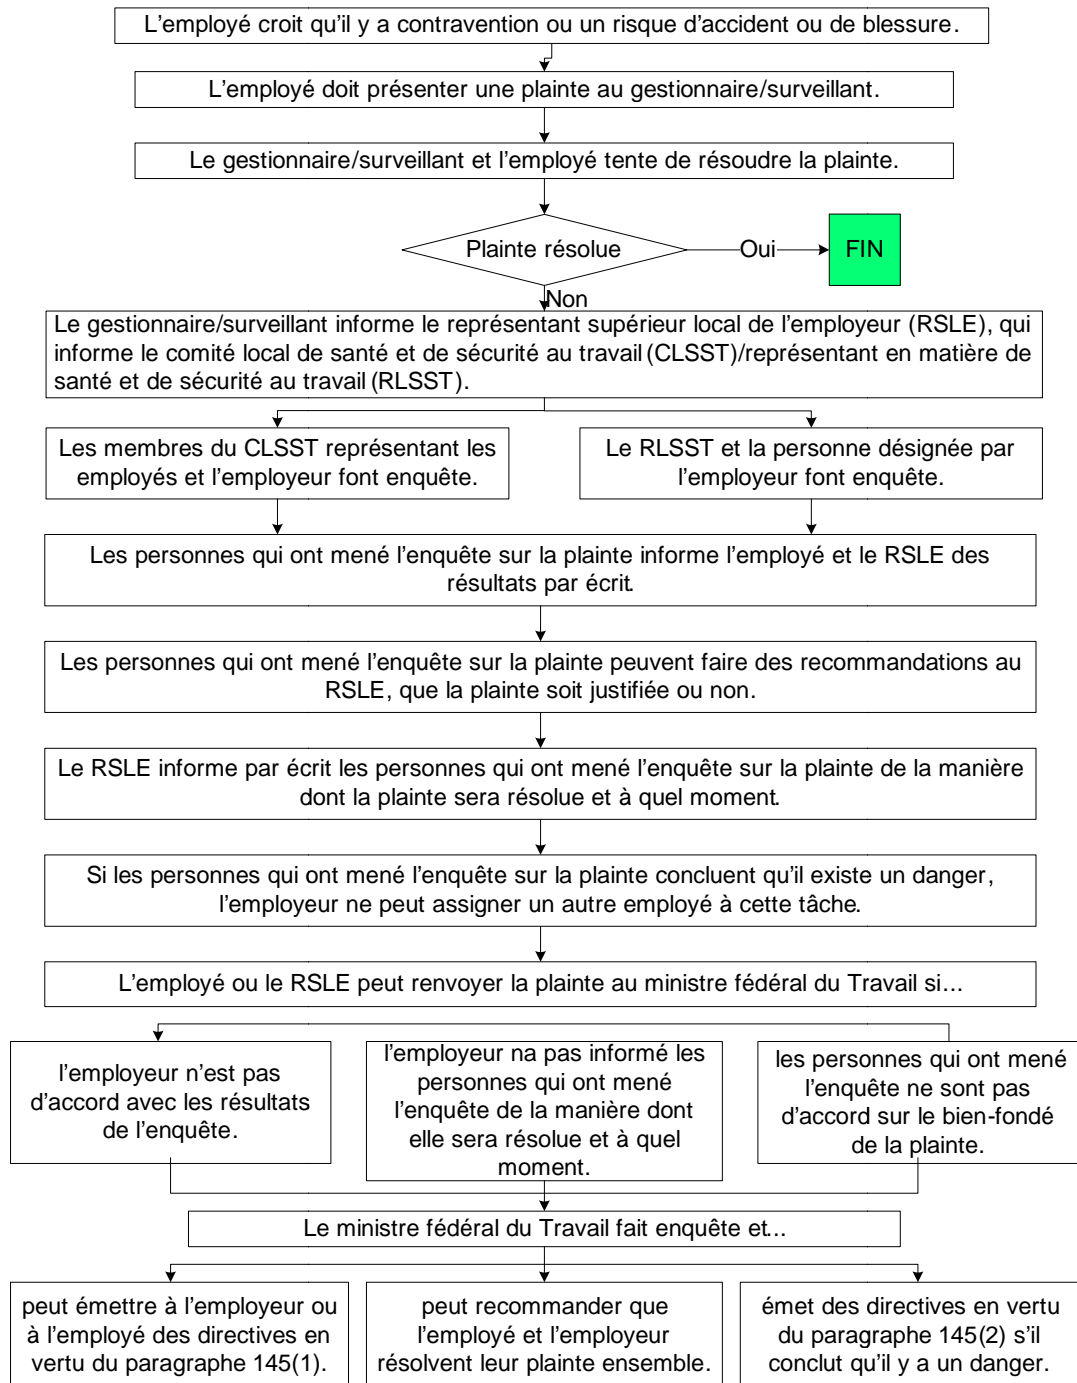 L'employé croit qu'il y a contravention ou un risque d'accident ou de blessure.
L'employé doit présenter une plainte au gestionnaire/surveillant.
Le gestionnaire/surveillant et l'employé tente de résoudre la plainte.
Plainte résolue
Oui
FIN
Non
Le gestionnaire/surveillant informe le représentant supérieur local de l'employeur (RSLE), qui
informe le comité local de santé et de sécurité au travail (CLSST)/représentant en matière de
santé et de sécurité au travail (RLSST).
Les membres du CLSST représentant les
employés et l'employeur font enquête.
Le RLSST et la personne désignée par
l'employeur font enquête.
Les personnes qui ont mené l'enquête sur la plainte informe l'employé et le RSLE des
résultats par écrit.
Les personnes qui ont mené l'enquête sur la plainte peuvent faire des recommandations au
RSLE, que la plainte soit justifiée ou non.
Le RSLE informe par écrit les personnes qui ont mené l'enquête sur la plainte de la manière
dont la plainte sera résolue et à quel moment.
Si les personnes qui ont mené l'enquête sur la plainte concluent qu'il existe un danger,
l'employeur ne peut assigner un autre employé à cette tâche.
L'employé ou le RSLE peut renvoyer la plainte au ministre fédéral du Travail si...
l'employeur n'est pas
d'accord avec les résultats
de l'enquête.
l'employeur na pas informé les
personnes qui ont mené
l'enquête de la manière dont
elle sera résolue et à quel
moment.
les personnes qui ont mené
l'enquête ne sont pas
d'accord sur le bien-fondé
de la plainte.
Le ministre fédéral du Travail fait enquête et...
peut émettre à l'employeur ou
à l'employé des directives en
vertu du paragraphe 145(1).
peut recommander que
l'employé et l'employeur
résolvent leur plainte ensemble.
émet des directives en vertu
du paragraphe 145(2) s'il
conclut qu'il y a un danger.